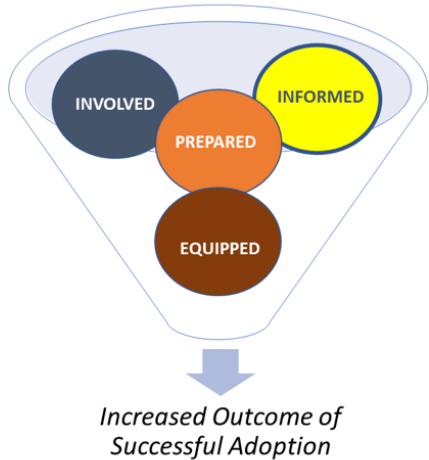 INVOLVED
INFORMED
PREPARED
EQUIPPED
Increased Outcome of
Successful Adoption